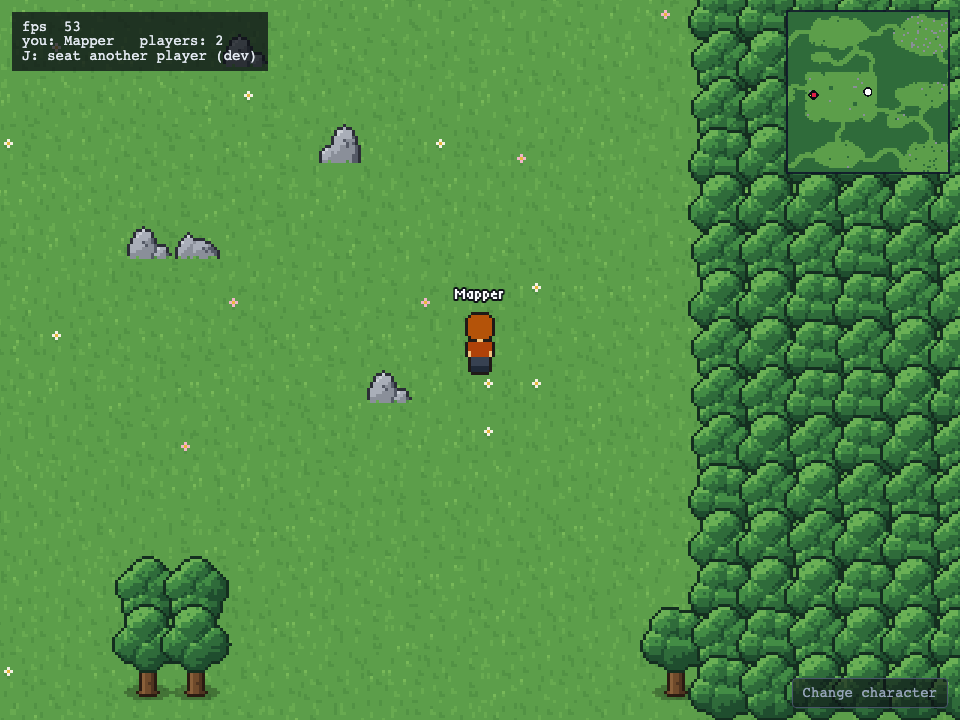 fps  53
you: Mapper   players: 2
J: seat another player (dev)
Mapper
Change character